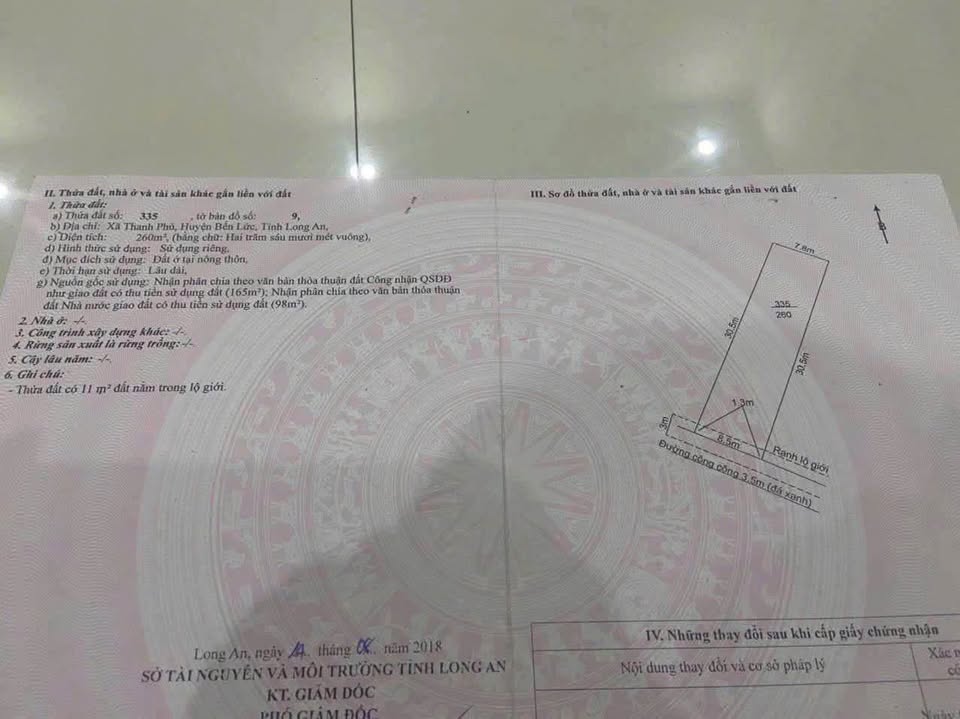 II. Thửa đất, nhà ở và tài sản khác gắn liền với đất
1. Thửa đất:
a) Thửa đất số: 335 , tờ bản đồ số: 9,
b) Địa chỉ: Xã Thanh Phú, Huyện Bến Lức, Tỉnh Long An,
c) Diện tích: 260m², (bằng chữ: Hai trăm sáu mươi mét vuông),
d) Hình thức sử dụng: Sử dụng riêng,
đ) Mục đích sử dụng: Đất ở tại nông thôn,
e) Thời hạn sử dụng: Lâu dài,
g) Nguồn gốc sử dụng: Nhận phân chia theo văn bản thỏa thuận đất Công nhận QSDĐ
như giao đất có thu tiền sử dụng đất (165m²); Nhận phân chia theo văn bản thỏa thuận
đất Nhà nước giao đất có thu tiền sử dụng đất (98m²).
2. Nhà ở: -/-.
3. Công trình xây dựng khác: -/-.
4. Rừng sản xuất là rừng trồng: -/-
5. Cây lâu năm: -/-.
6. Ghi chú:
- Thửa đất có 11 m² đất nằm trong lộ giới.
Long An, ngày 14 tháng 08 năm 2018
SỞ TÀI NGUYÊN VÀ MÔI TRƯỜNG TỈNH LONG AN
KT. GIÁM ĐỐC
PHÓ GIÁM ĐỐC
III. Sơ đồ thửa đất, nhà ở và tài sản khác gắn liền với đất
B
7.8m
335
260
30,5m
30,5m
1.3m
3m
8,5m
Ranh lộ giới
Đường công cộng 3,5m (đá xanh)
IV. Những thay đổi sau khi cấp giấy chứng nhận
Nội dung thay đổi và cơ sở pháp lý
Xác n
Ngày